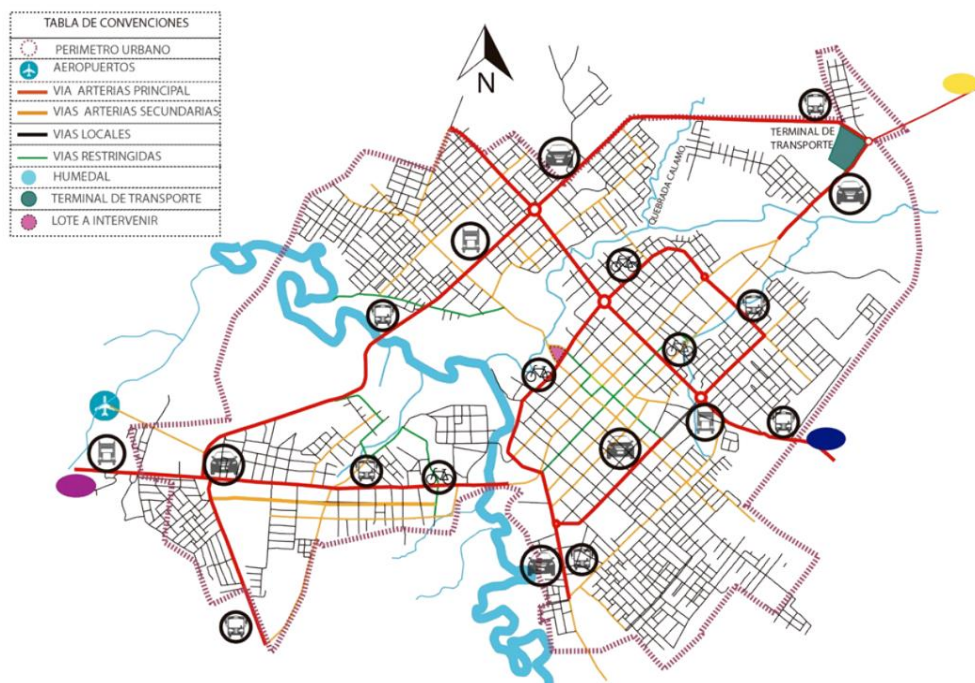 TABLA DE CONVENCIONES
PERIMETRO URBANO
AEROPUERTOS
VIA ARTERIAS PRINCIPAL
VIAS ARTERIAS SECUNDARIAS
VIAS LOCALES
VIAS RESTRINGIDAS
HUMEDAL
TERMINAL DE TRANSPORTE
LOTE A INTERVENIR
N
TERMINAL DE
TRANSPORTE
QUEBRADA CALAMO